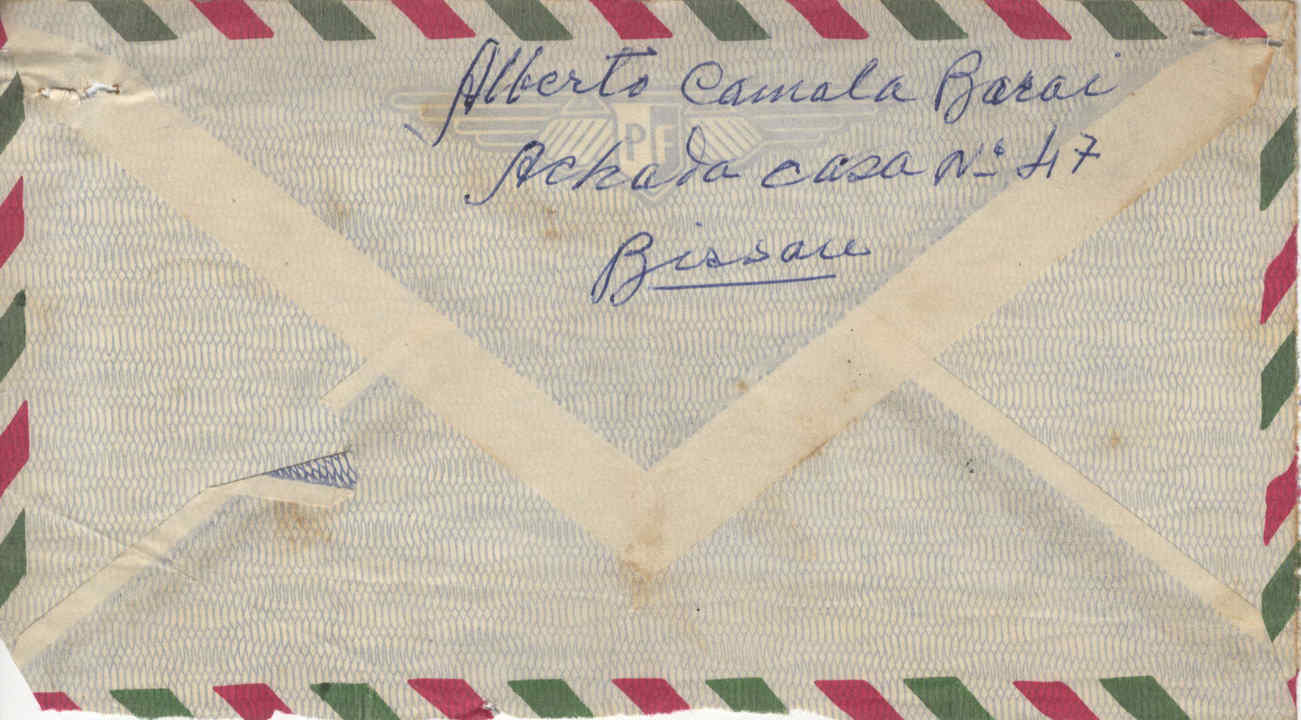 Alberto Camala Barai
Achada casa Nº 47
Bissau
PF